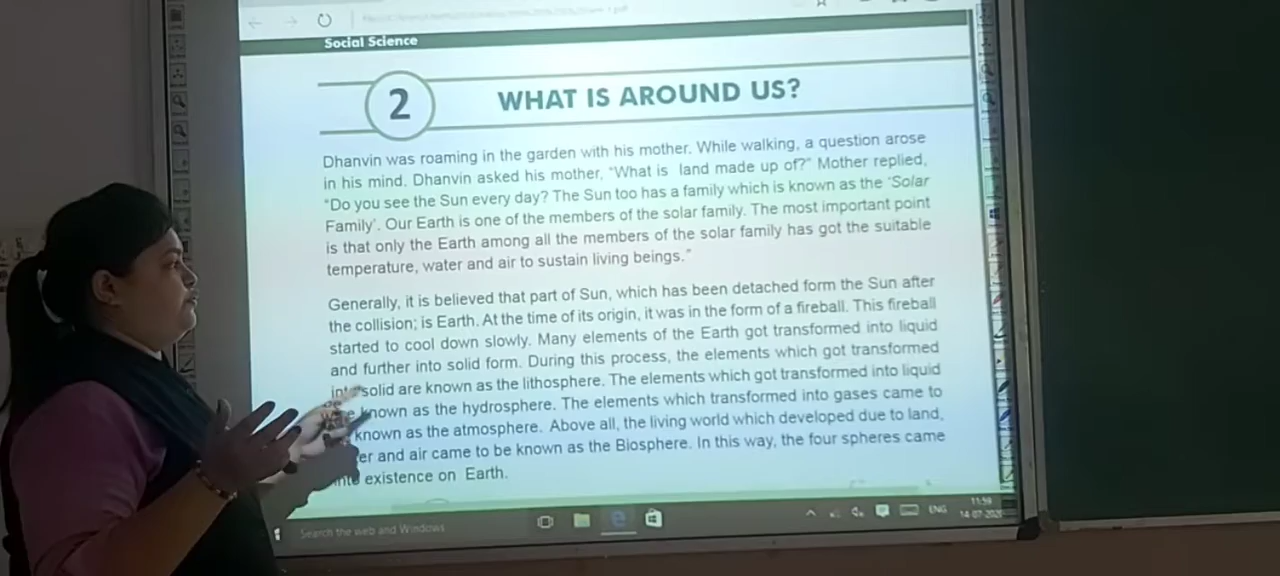 Social Science
2
WHAT IS AROUND US?
Dhanvin was roaming in the garden with his mother. While walking, a question arose
in his mind. Dhanvin asked his mother, "What is land made up of?" Mother replied,
"Do you see the Sun every day? The Sun too has a family which is known as the 'Solar
Family'. Our Earth is one of the members of the solar family. The most important point
is that only the Earth among all the members of the solar family has got the suitable
temperature, water and air to sustain living beings."
Generally, it is believed that part of Sun, which has been detached form the Sun after
the collision; is Earth. At the time of its origin, it was in the form of a fireball. This fireball
started to cool down slowly. Many elements of the Earth got transformed into liquid
and further into solid form. During this process, the elements which got transformed
solid are known as the lithosphere. The elements which got transformed into liquid
known as the hydrosphere. The elements which transformed into gases came to
known as the atmosphere. Above all, the living world which developed due to land,
er and air came to be known as the Biosphere. In this way, the four spheres came
into existence on Earth.
Search the web and Windows
ENG
11:59